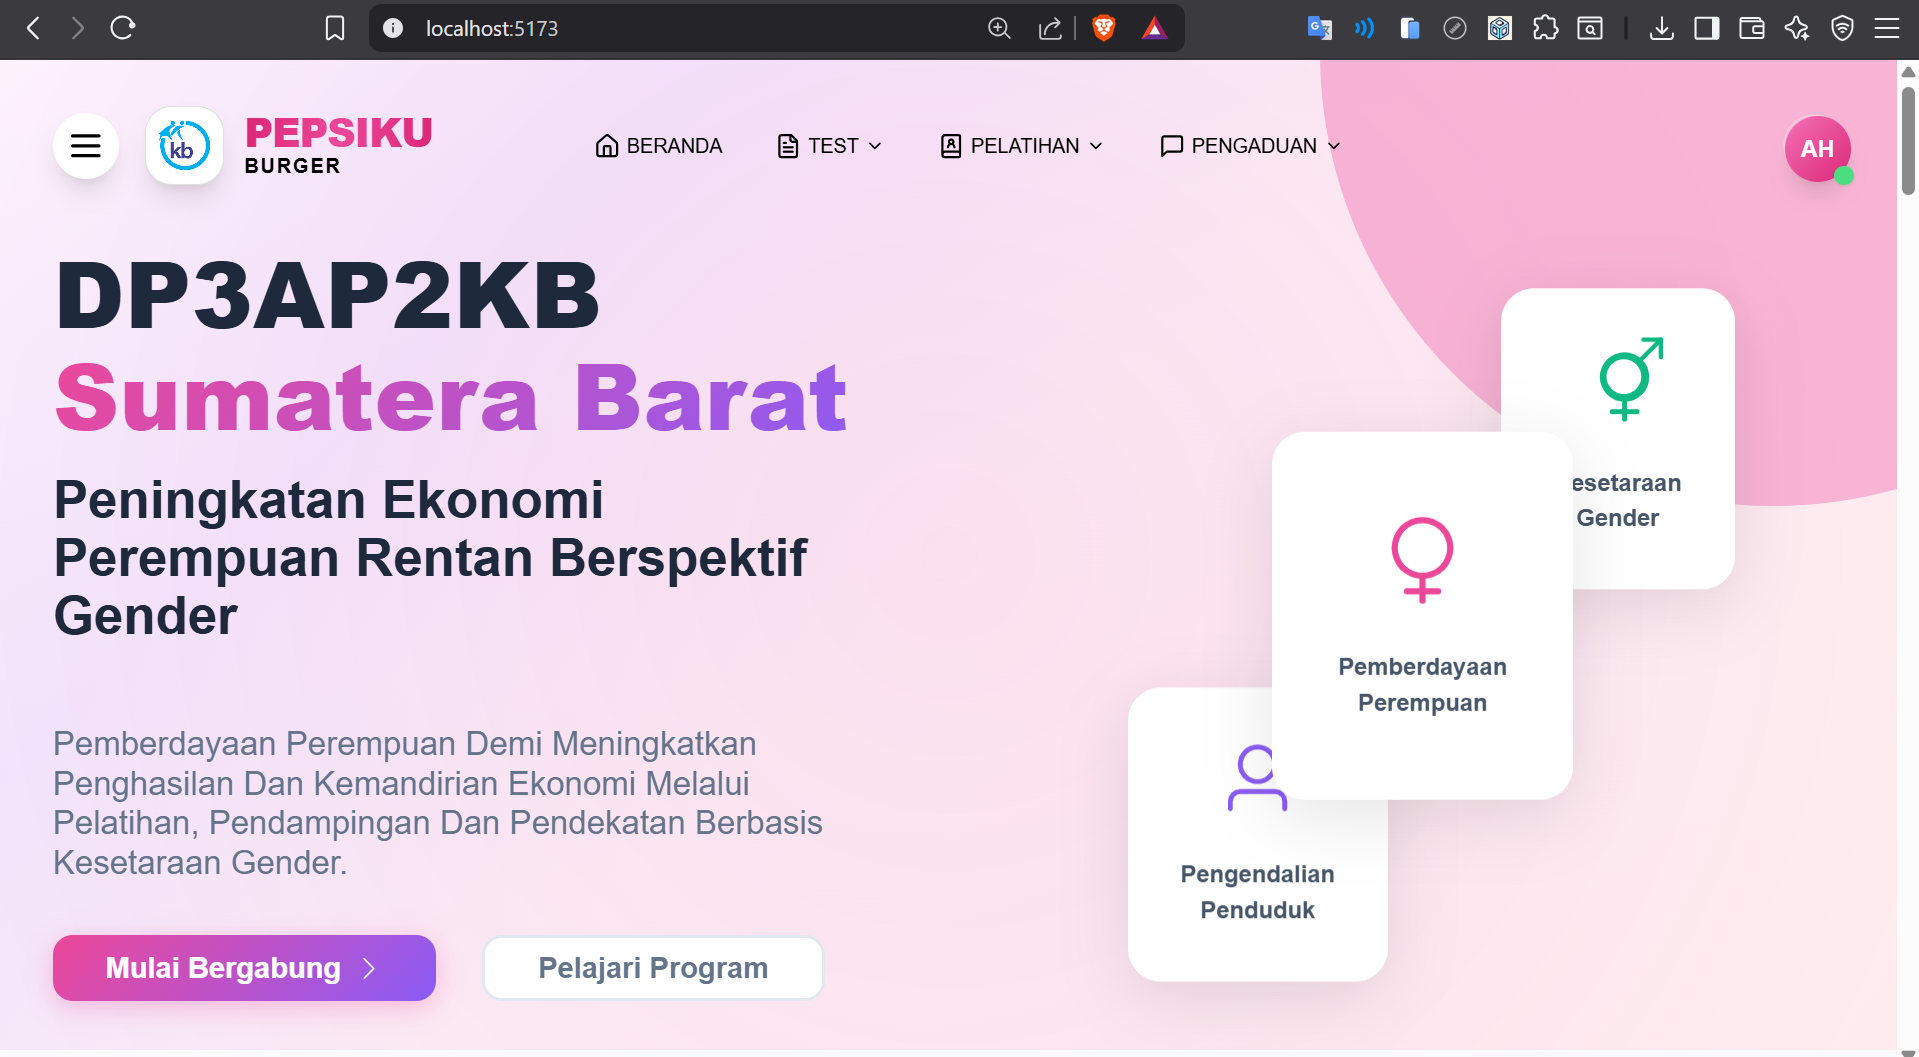 localhost:5173
kb
PEPSIKU
BURGER
BERANDA
TEST
PELATIHAN
PENGADUAN
AH
DP3AP2KB
Sumatera Barat
Peningkatan Ekonomi
Perempuan Rentan Berspektif
Gender
Pemberdayaan Perempuan Demi Meningkatkan
Penghasilan Dan Kemandirian Ekonomi Melalui
Pelatihan, Pendampingan Dan Pendekatan Berbasis
Kesetaraan Gender.
Mulai Bergabung
Pelajari Program
esetaraan
Gender
Pemberdayaan
Perempuan
Pengendalian
Penduduk